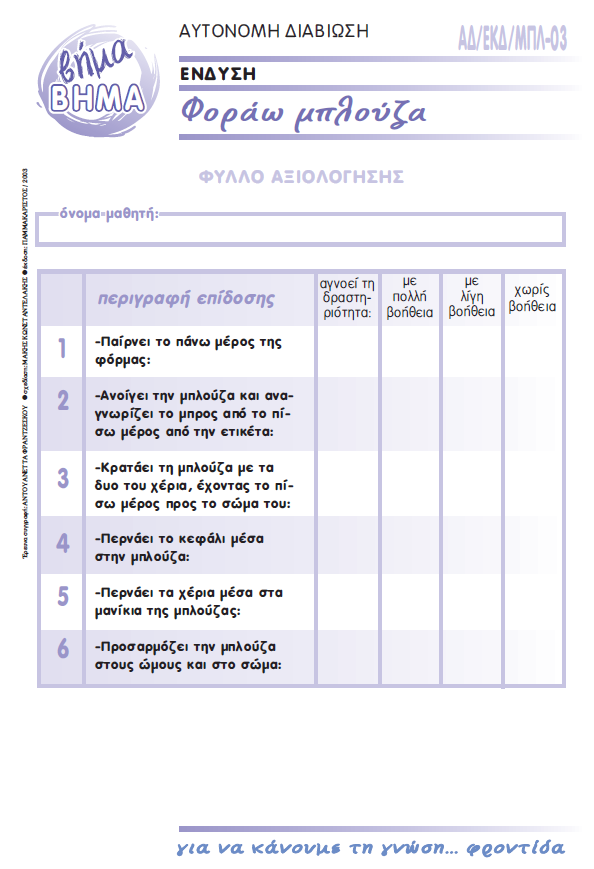 βήμα
ΒΗΜΑ
ΑΥΤΟΝΟΜΗ ΔΙΑΒΙΩΣΗ
ΑΔ/ΕΚΔ/ΜΠΛ-03
ΕΝΔΥΣΗ
Φοράω μπλούζα
ΦΥΛΛΟ ΑΞΙΟΛΟΓΗΣΗΣ
όνομα μαθητή:
περιγραφή επίδοσης
αγνοεί τη
δραστη-
ριότητα:
με
πολλή
βοήθεια
με
λίγη
βοήθεια
χωρίς
βοήθεια
1
-Παίρνει το πάνω μέρος της
φόρμας:
2
-Ανοίγει την μπλούζα και ανα-
γνωρίζει το μπρος από το πί-
σω μέρος από την ετικέτα:
3
-Κρατάει τη μπλούζα με τα
δυο του χέρια, έχοντας το πί-
σω μέρος προς το σώμα του:
4
-Περνάει το κεφάλι μέσα
στην μπλούζα:
5
-Περνάει τα χέρια μέσα στα
μανίκια της μπλούζας:
6
-Προσαρμόζει την μπλούζα
στους ώμους και στο σώμα:
για να κάνουμε τη γνώση... φροντίδα